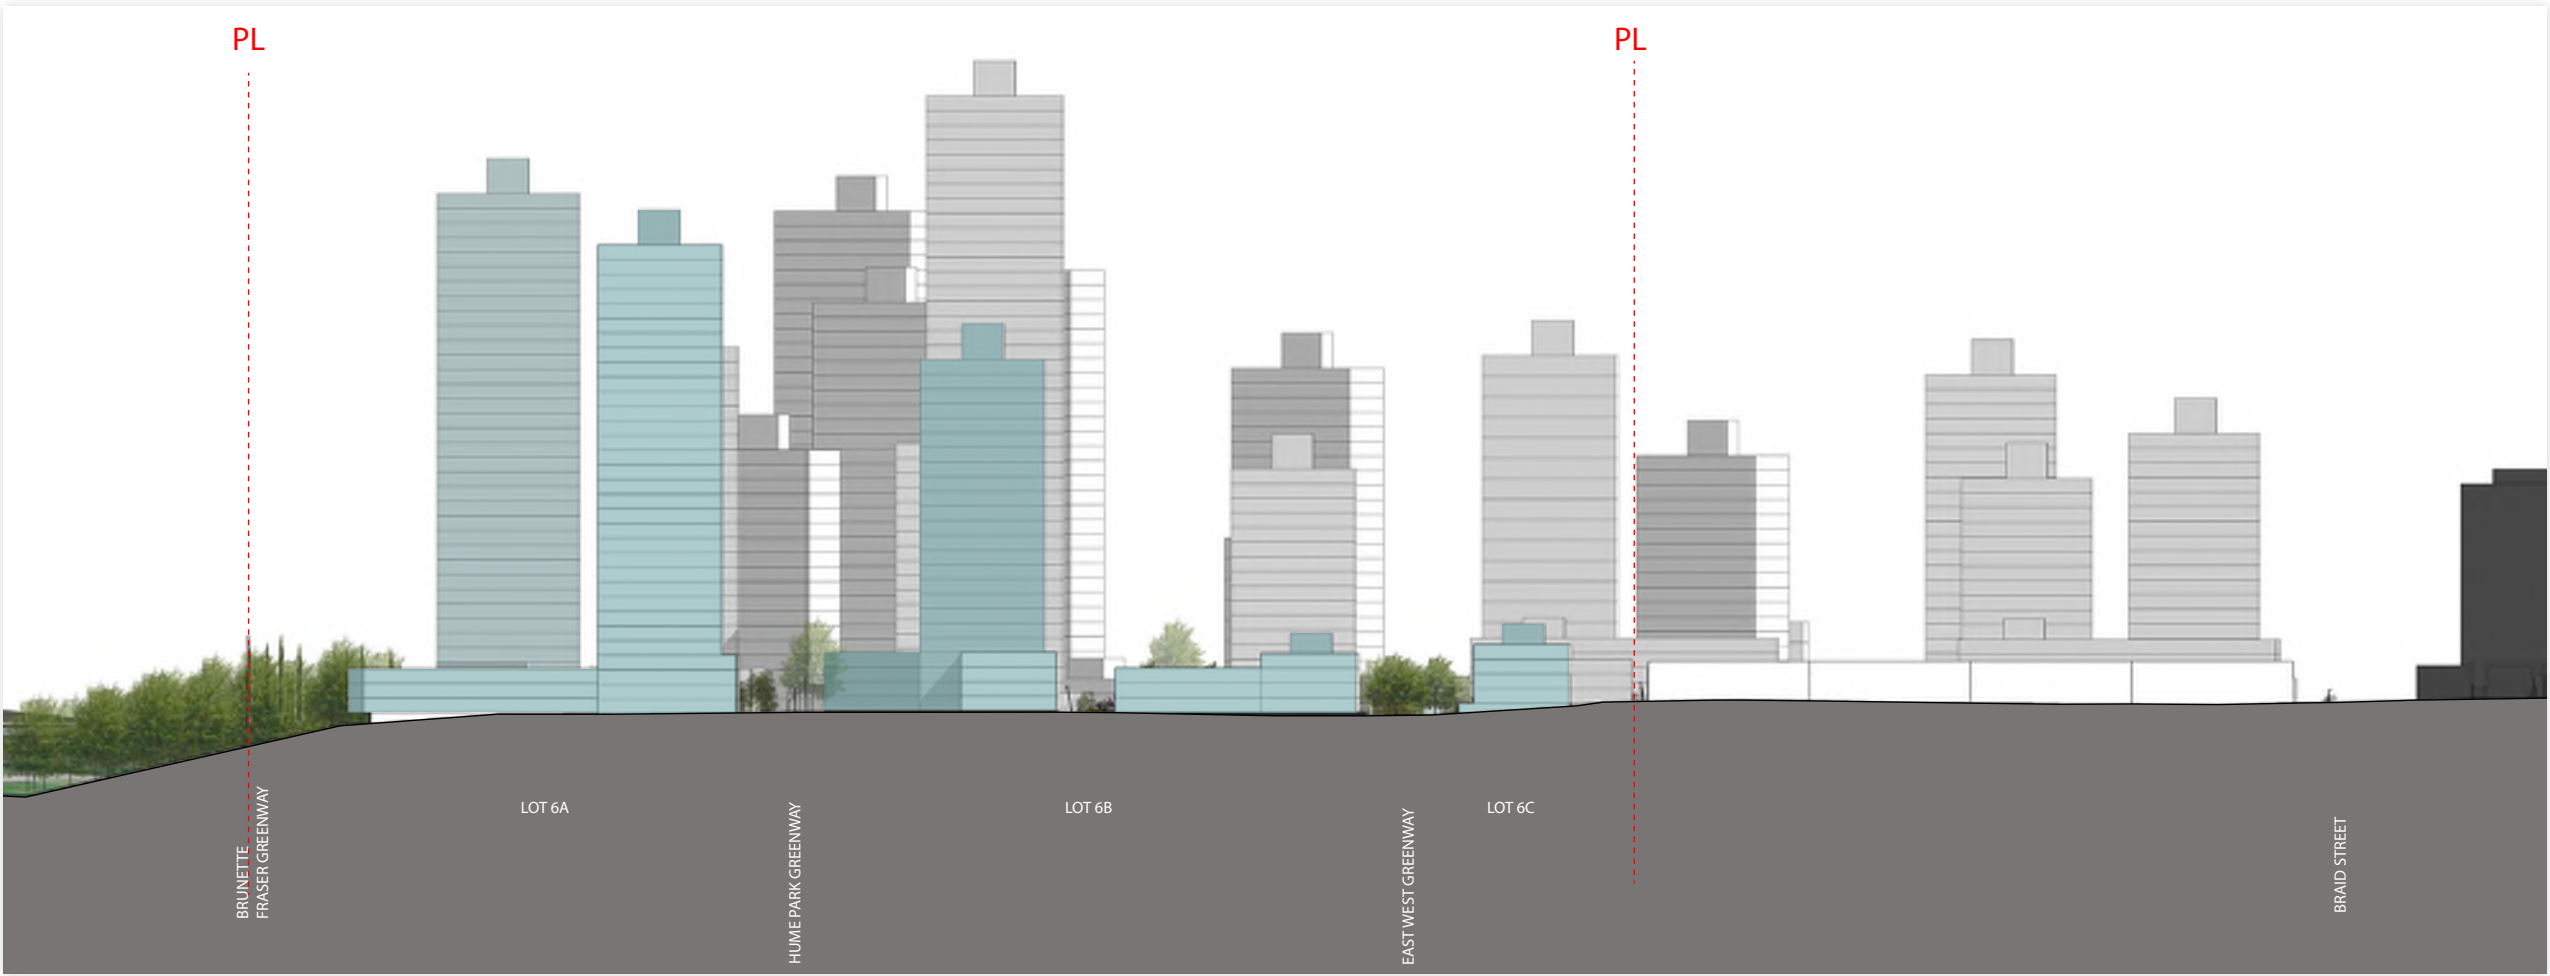 PL
PL
LOT 6A
LOT 6B
LOT 6C
BRUNETTE
FRASER GREENWAY
HUME PARK GREENWAY
EAST WEST GREENWAY
BRAID STREET